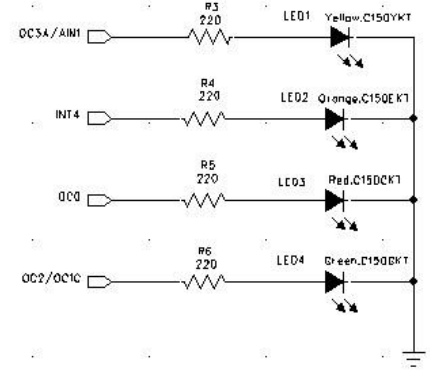 R3
220
LED1
Yellow.C150YKT
OC3A/AIN1
R4
220
LED2
Orange.C150EKT
INT4
R5
220
LED3
Red.C150CKT
OC0
R6
220
LED4
Green.C150GKT
OC2/OC1C